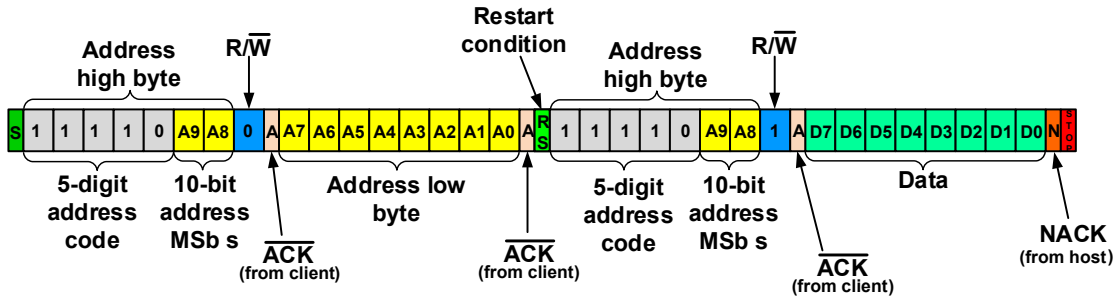 Restart
condition
Address
high byte
R/W̅
Address
high byte
R/W̅
S 1 1 1 1 0 A9 A8 0 A A7 A6 A5 A4 A3 A2 A1 A0 A RS 1 1 1 1 0 A9 A8 1 A D7 D6 D5 D4 D3 D2 D1 D0 N STOP
5-digit
address
code
10-bit
address
MSb s
Address low
byte
5-digit
address
code
10-bit
address
MSb s
Data
A̅C̅K̅
(from client)
A̅C̅K̅
(from client)
A̅C̅K̅
(from client)
NACK
(from host)